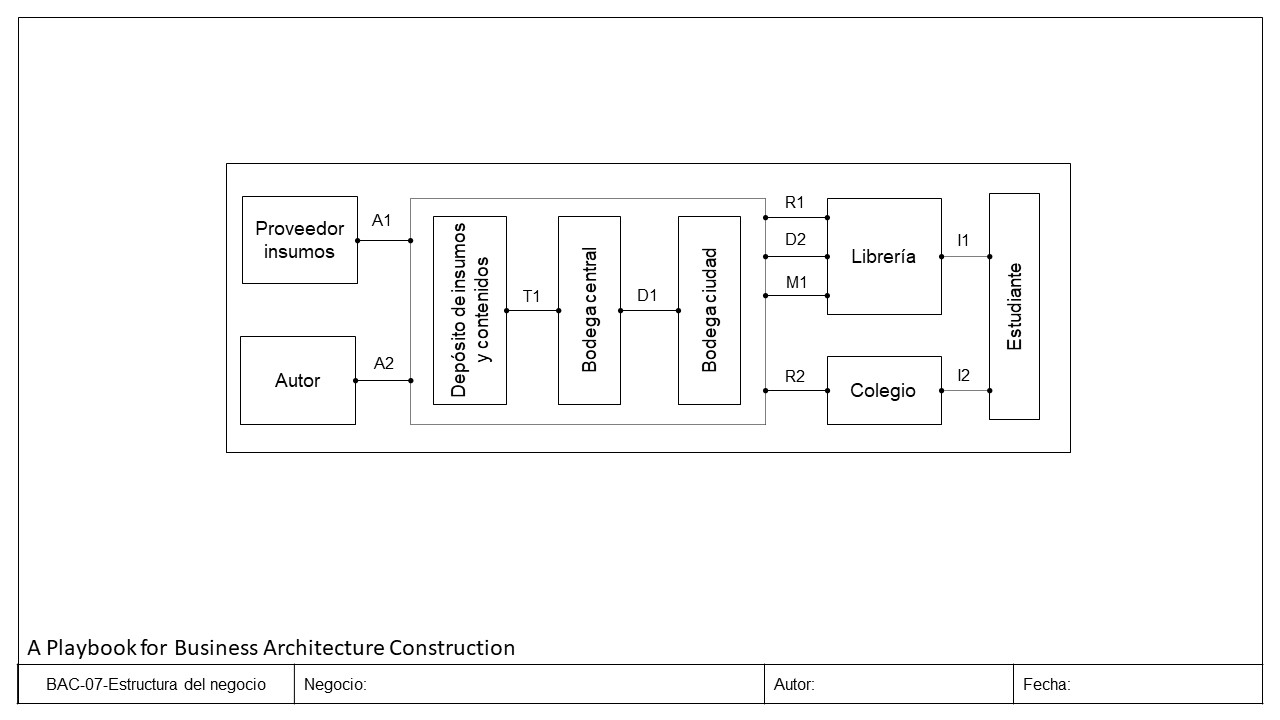 Proveedor
insumos
A1
Autor
A2
Depósito de insumos
y contenidos
T1
Bodega central
D1
Bodega ciudad
R1
D2
M1
R2
Librería
Colegio
I1
I2
Estudiante
A Playbook for Business Architecture Construction
BAC-07-Estructura del negocio
Negocio:
Autor:
Fecha: